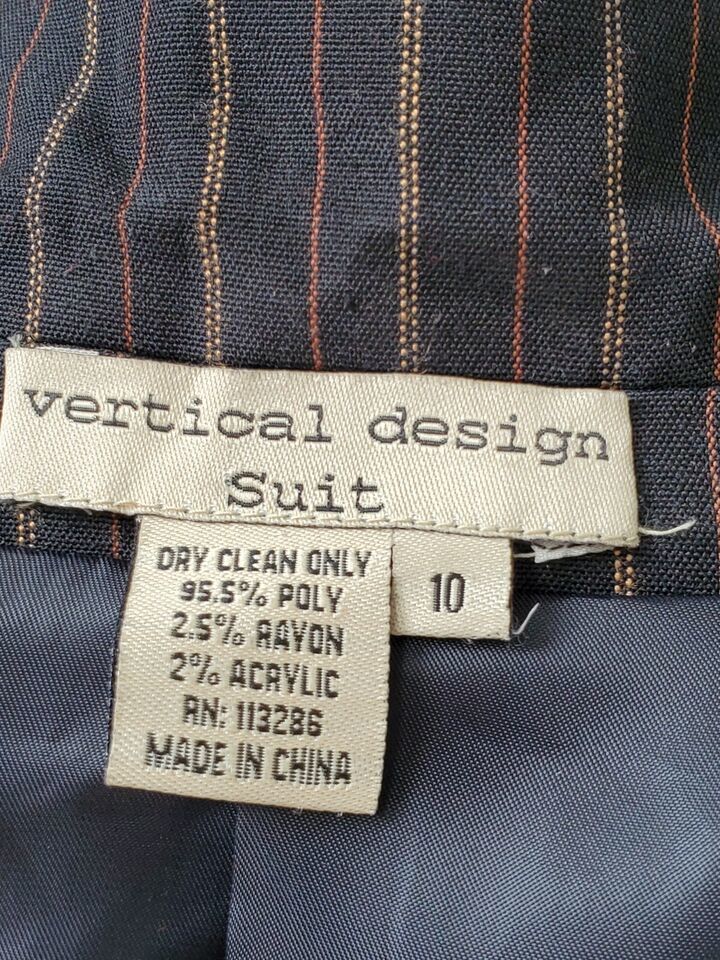 vertical design
Suit
DRY CLEAN ONLY
95.5% POLY
2.5% RAYON
2% ACRYLIC
RN: 113286
MADE IN CHINA
10